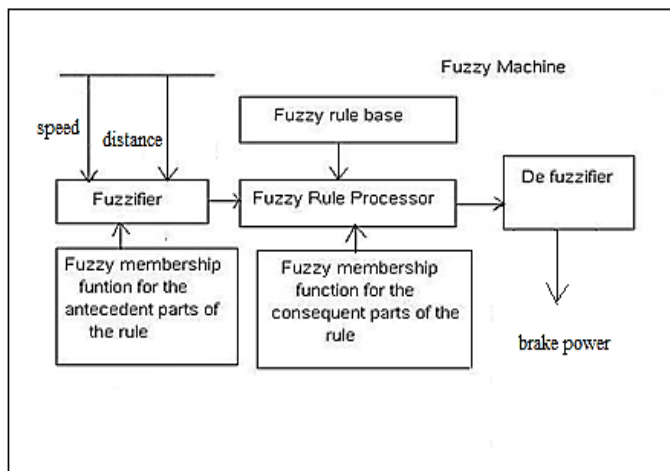 Fuzzy Machine
speed
distance
Fuzzy rule base
Fuzzifier
Fuzzy Rule Processor
De fuzzifier
Fuzzy membership
funtion for the
antecedent parts of
the rule
Fuzzy membership
function for the
consequent parts of the
rule
brake power